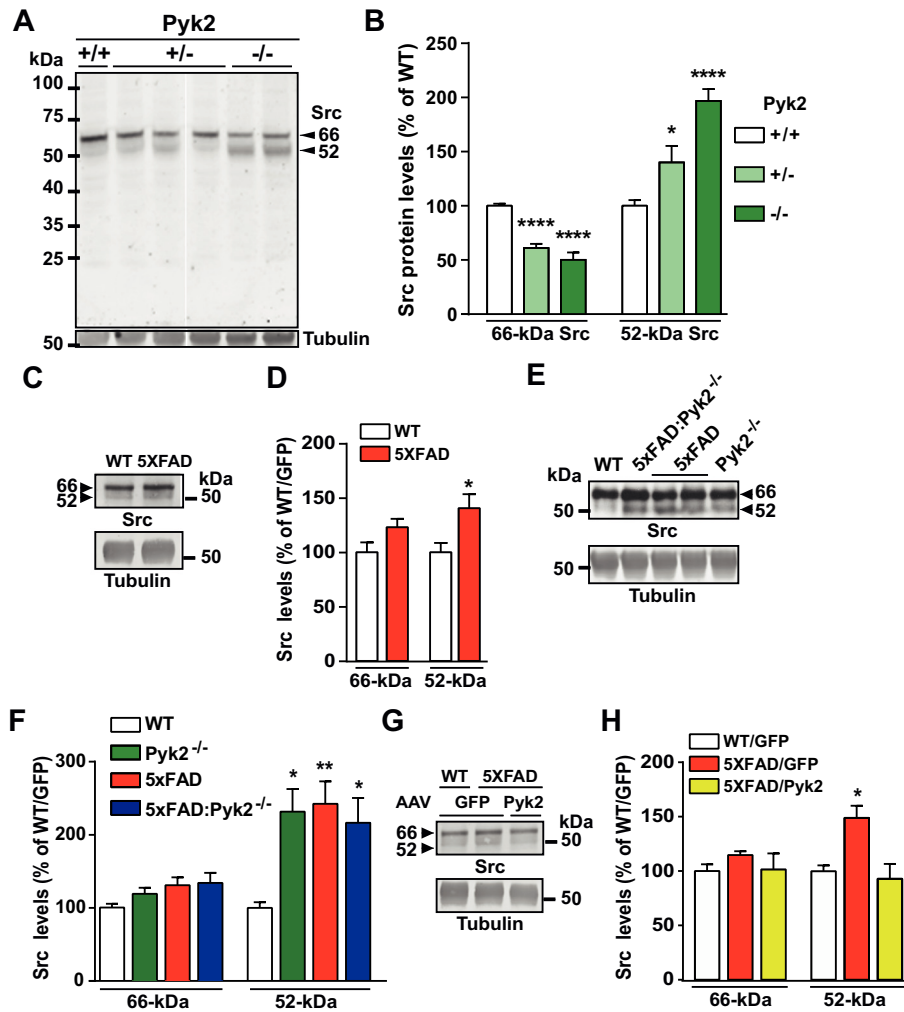 A
Pyk2
+/+ +/- -/-
kDa
100
75
50
40
35
25
50
Src
66
52
Tubulin
B
Src protein levels (% of WT)
250
200
150
100
50
0
**** ****
* ****
66-kDa Src 52-kDa Src
Pyk2
+/+
+/-
-/-
C
WT 5XFAD
kDa
66
52
50
Src
50
Tubulin
D
Src levels (% of WT/GFP)
200
150
100
50
0
WT
5XFAD
*
66-kDa 52-kDa
E
WT 5xFAD:Pyk2-/- 5xFAD Pyk2-/-
kDa
50
66
52
Src
50
Tubulin
F
Src levels (% of WT/GFP)
300
200
100
0
WT
Pyk2 -/-
5xFAD
5xFAD:Pyk2-/-
* ** *
66-kDa 52-kDa
G
WT 5XFAD
AAV GFP Pyk2
kDa
66
52
50
Src
50
Tubulin
H
Src levels (% of WT/GFP)
200
150
100
50
0
WT/GFP
5XFAD/GFP
5XFAD/Pyk2
*
66-kDa 52-kDa